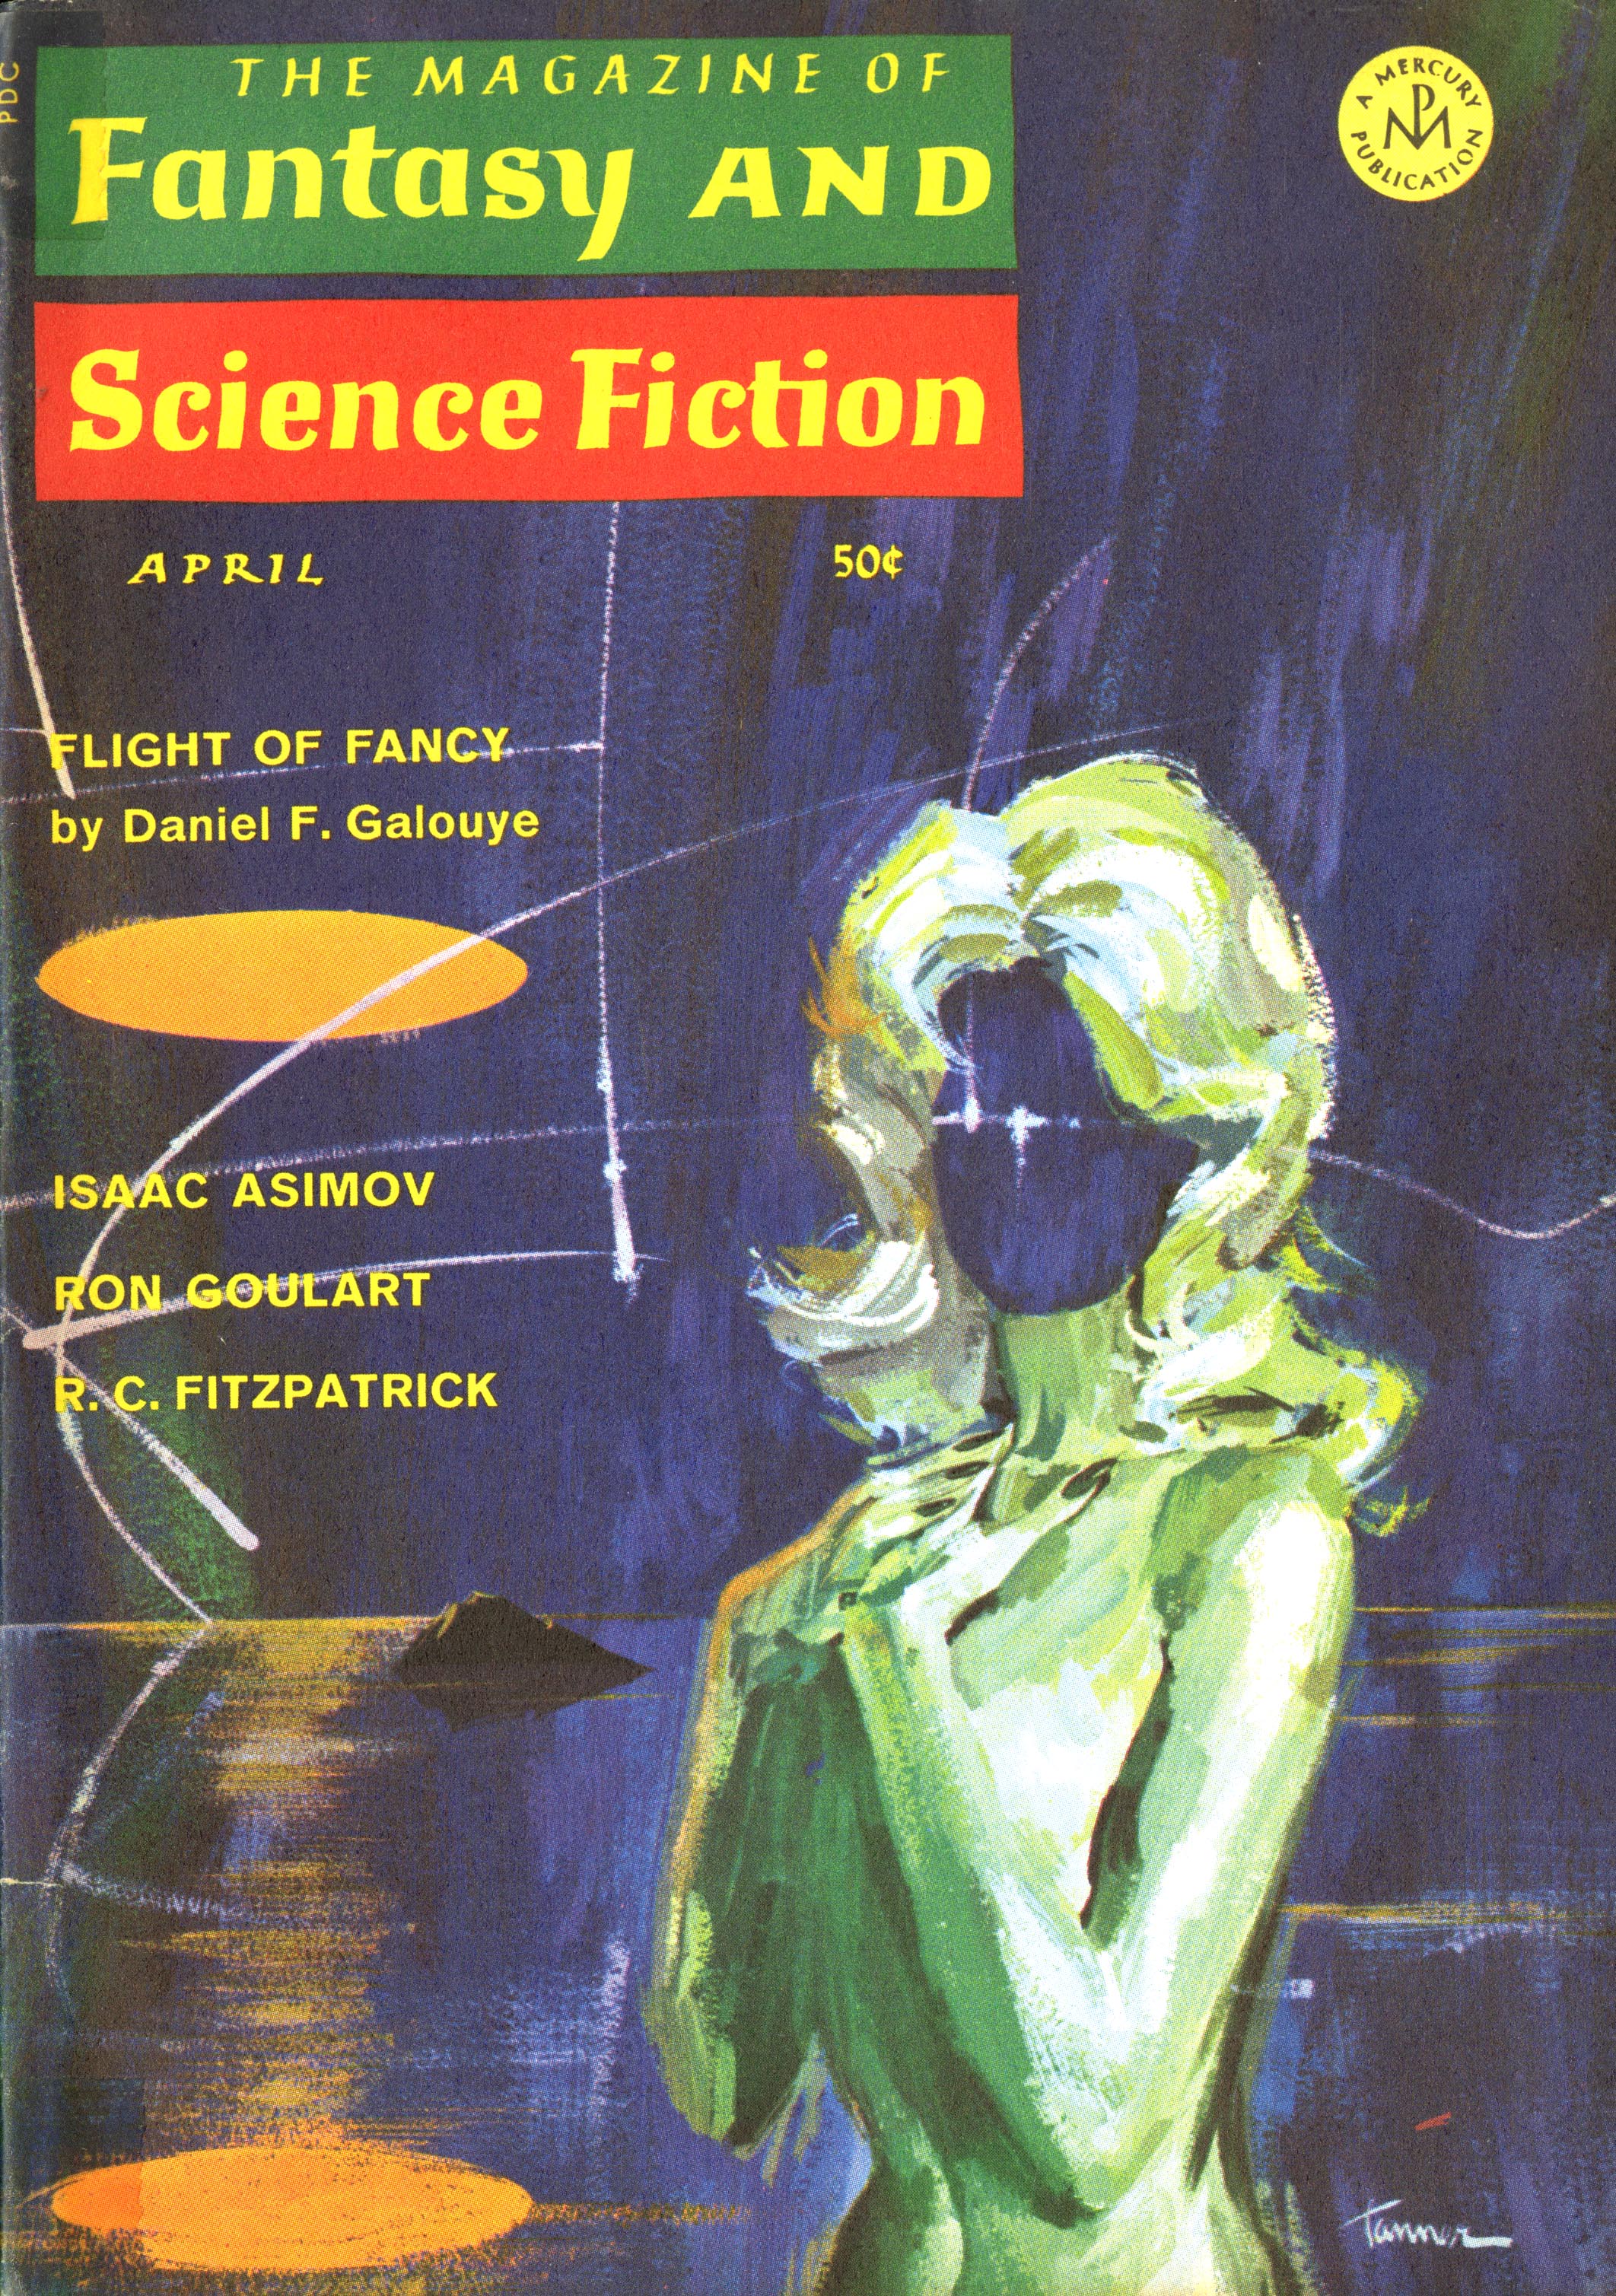 PDC
THE MAGAZINE OF
Fantasy AND
Science Fiction
A MERCURY
PM
PUBLICATION
APRIL
50¢
FLIGHT OF FANCY
by Daniel F. Galouye
ISAAC ASIMOV
RON GOULART
R. C. FITZPATRICK
Tanner